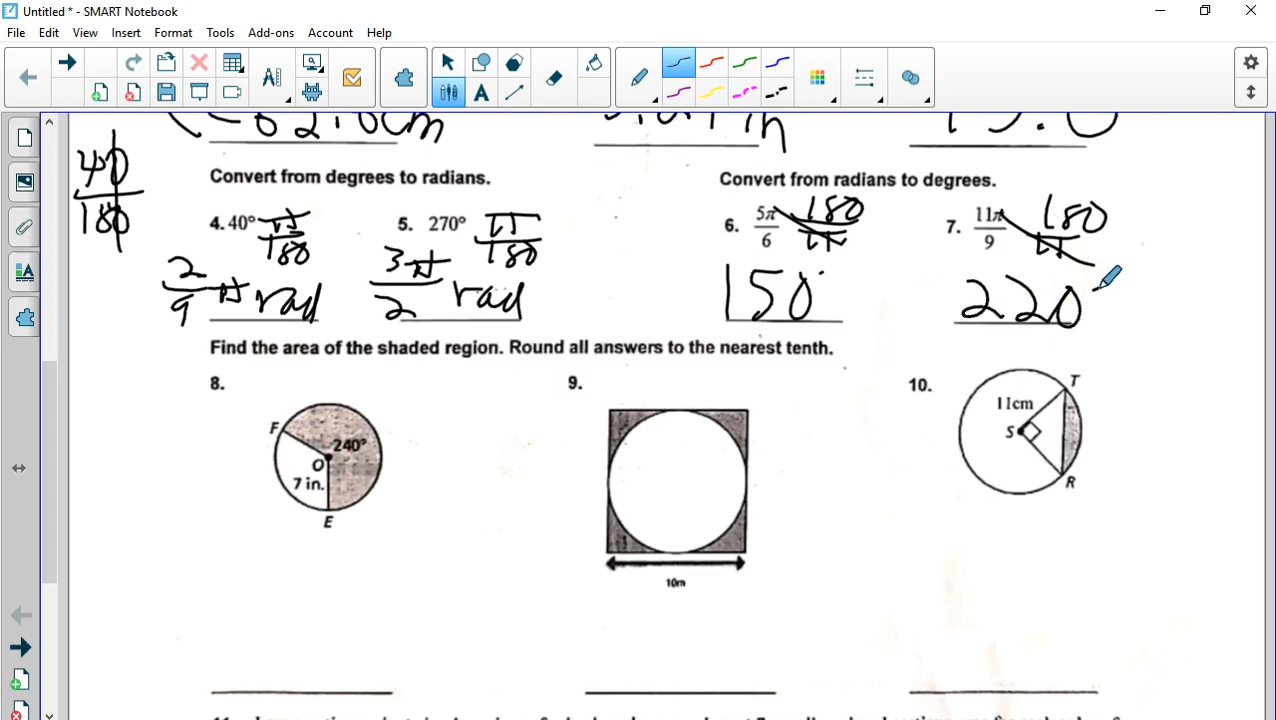 Untitled * - SMART Notebook
File Edit View Insert Format Tools Add-ons Account Help
40
180
Convert from degrees to radians.
Convert from radians to degrees.
4. 40° π/180
5. 270° π/180
6. 5π/6 180/π
7. 11π/9 180/π
2/9 π rad
3π/2 rad
150°
220
Find the area of the shaded region. Round all answers to the nearest tenth.
8.
F
240°
O
7 in.
E
9.
10m
10.
T
11cm
S
R